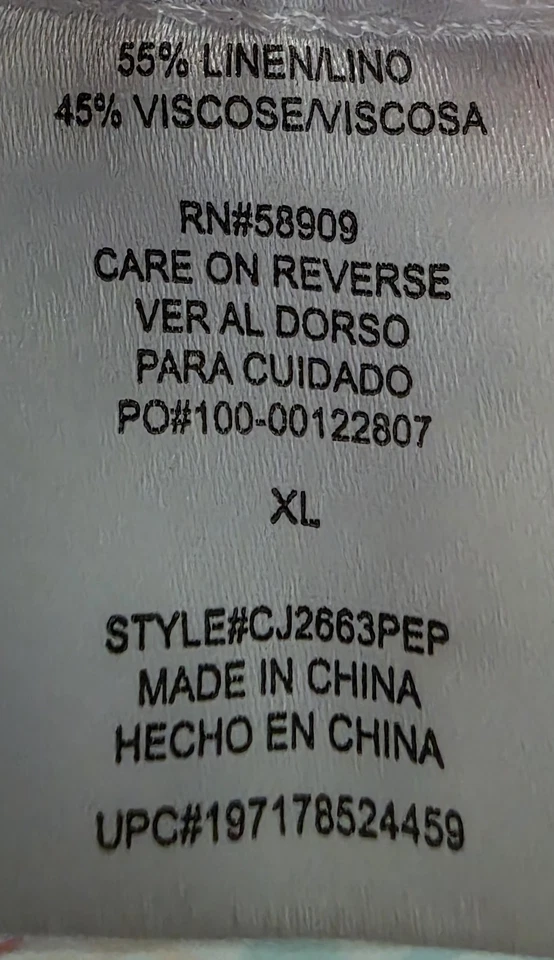 55% LINEN/LINO
45% VISCOSE/VISCOSA
RN#58909
CARE ON REVERSE
VER AL DORSO
PARA CUIDADO
PO#100-00122807
XL
STYLE#CJ2663PEP
MADE IN CHINA
HECHO EN CHINA
UPC#197178524459